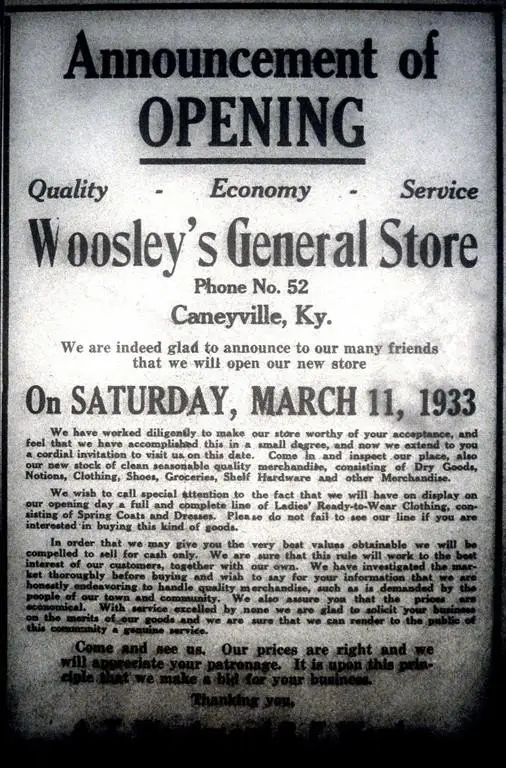 Announcement of
OPENING
Quality - Economy - Service
Woosley's General Store
Phone No. 52
Caneyville, Ky.
We are indeed glad to announce to our many friends
that we will open our new store
On SATURDAY, MARCH 11, 1933
We have worked diligently to make our store worthy of your acceptance, and
feel that we have accomplished this in a small degree, and now we extend to you
a cordial invitation to visit us on this date. Come in and inspect our place, also
our new stock of clean seasonable quality merchandise, consisting of Dry Goods,
Notions, Clothing, Shoes, Groceries, Shelf Hardware and other Merchandise.
We wish to call special attention to the fact that we will have on display on
our opening day a full and complete line of Ladies' Ready-to-Wear Clothing, con-
sisting of Spring Coats and Dresses. Please do not fail to see our line if you are
interested in buying this kind of goods.
In order that we may give you the very best values obtainable we will be
compelled to sell for cash only. We are sure that this rule will work to the best
interest of our customers, together with our own. We have investigated the mar-
ket thoroughly before buying and wish to say for your information that we are
honestly endeavoring to handle quality merchandise, such as is demanded by the
people of our town and community. We also assure you that the prices are
economical. With service excelled by none we are glad to solicit your business
on the merits of our goods and we are sure that we can render to the public of
this community a genuine service.
Come and see us. Our prices are right and we
will appreciate your patronage. It is upon this prin-
ciple that we make a bid for your business.
Thanking you,